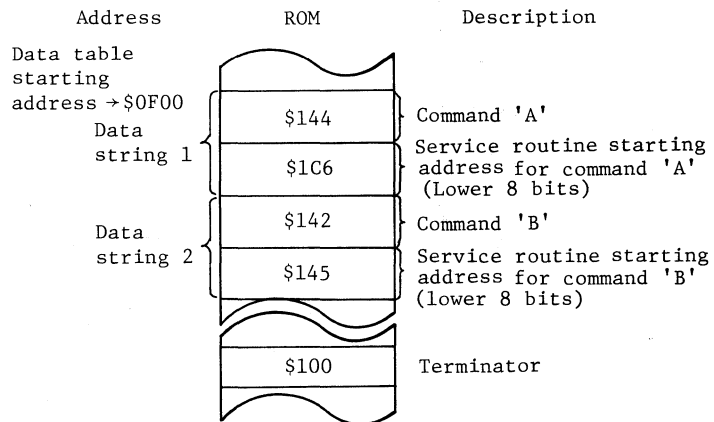 Address ROM Description
Data table
starting
address → $0F00
Data
string 1
$144
Command 'A'
$1C6
Service routine starting
address for command 'A'
(Lower 8 bits)
Data
string 2
$142
Command 'B'
$145
Service routine starting
address for command 'B'
(lower 8 bits)
$100
Terminator